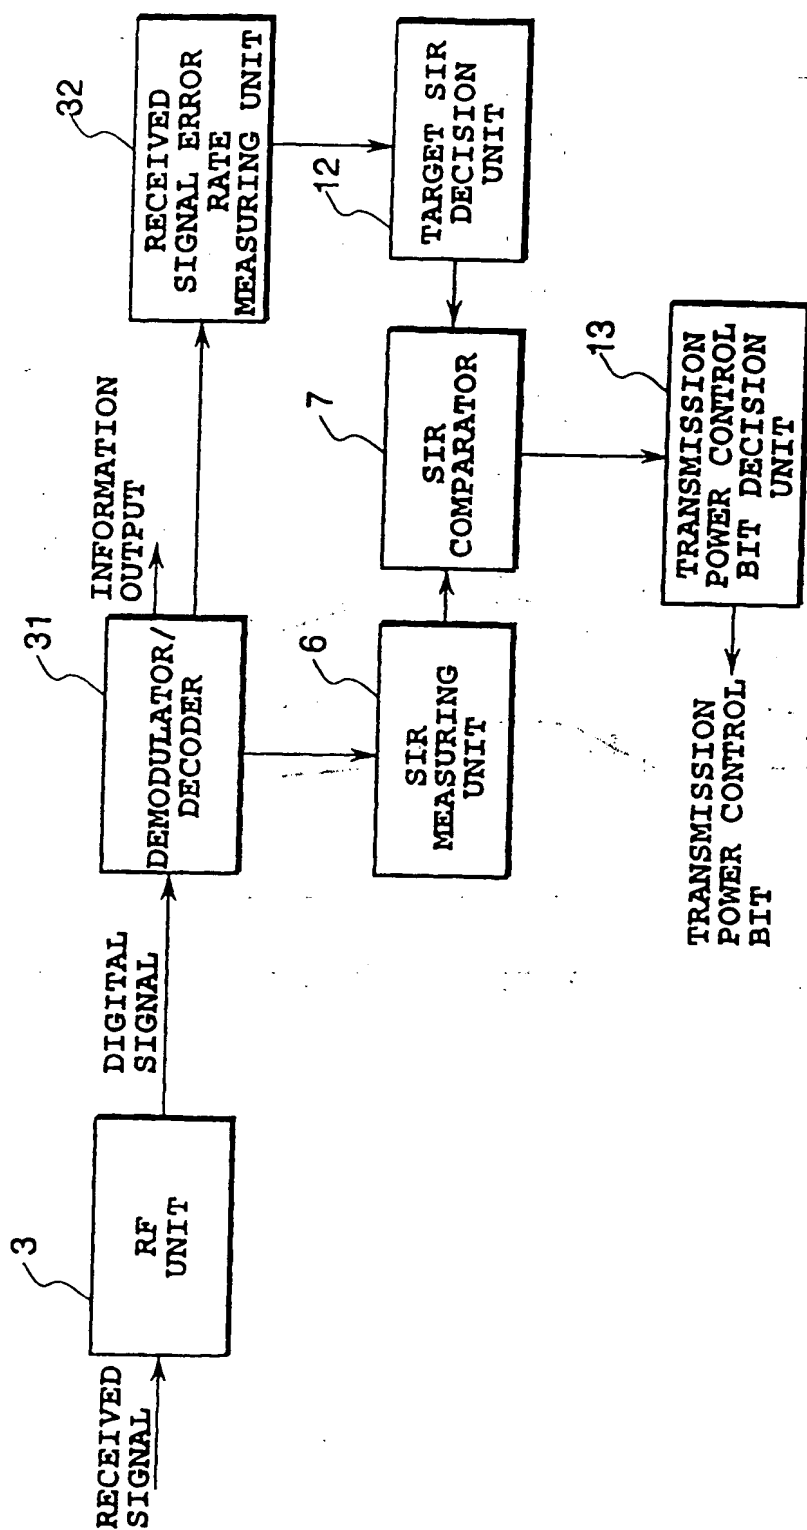 RECEIVED
SIGNAL
3
RF
UNIT
DIGITAL
SIGNAL
31
DEMODULATOR/
DECODER
INFORMATION
OUTPUT
32
RECEIVED
SIGNAL ERROR
RATE
MEASURING UNIT
6
SIR
MEASURING
UNIT
7
SIR
COMPARATOR
12
TARGET SIR
DECISION
UNIT
13
TRANSMISSION
POWER CONTROL
BIT DECISION
UNIT
TRANSMISSION
POWER CONTROL
BIT